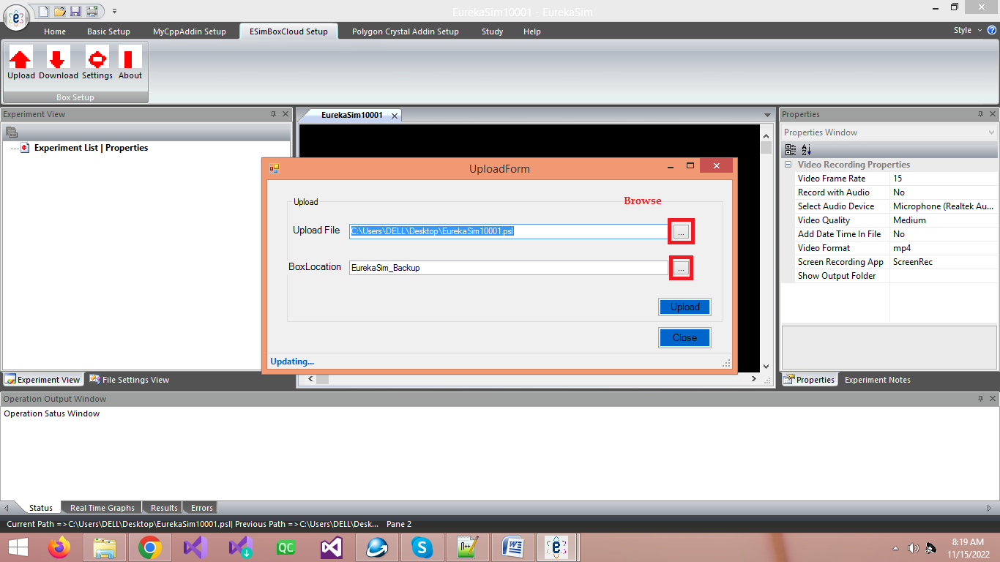 EurekaSim10001 - EurekaSim
Home Basic Setup MyCppAddin Setup ESimBoxCloud Setup Polygon Crystal Addin Setup Study Help Style
Upload Download Settings About
Box Setup
Experiment View
Experiment List | Properties
EurekaSim10001
UploadForm
Upload
Browse
Upload File C:\Users\DELL\Desktop\EurekaSim10001.psl ...
BoxLocation EurekaSim_Backup ...
Upload
Close
Updating...
Properties
Properties Window
Video Recording Properties
Video Frame Rate 15
Record with Audio No
Select Audio Device Microphone (Realtek Au...
Video Quality Medium
Add Date Time In File No
Video Format mp4
Screen Recording App ScreenRec
Show Output Folder
Experiment View File Settings View
Properties Experiment Notes
Operation Output Window
Operation Satus Window
Status Real Time Graphs Results Errors
Current Path =>C:\Users\DELL\Desktop\EurekaSim10001.psl| Previous Path =>C:\Users\DELL\Desk... Pane 2
QC
8:19 AM
11/15/2022